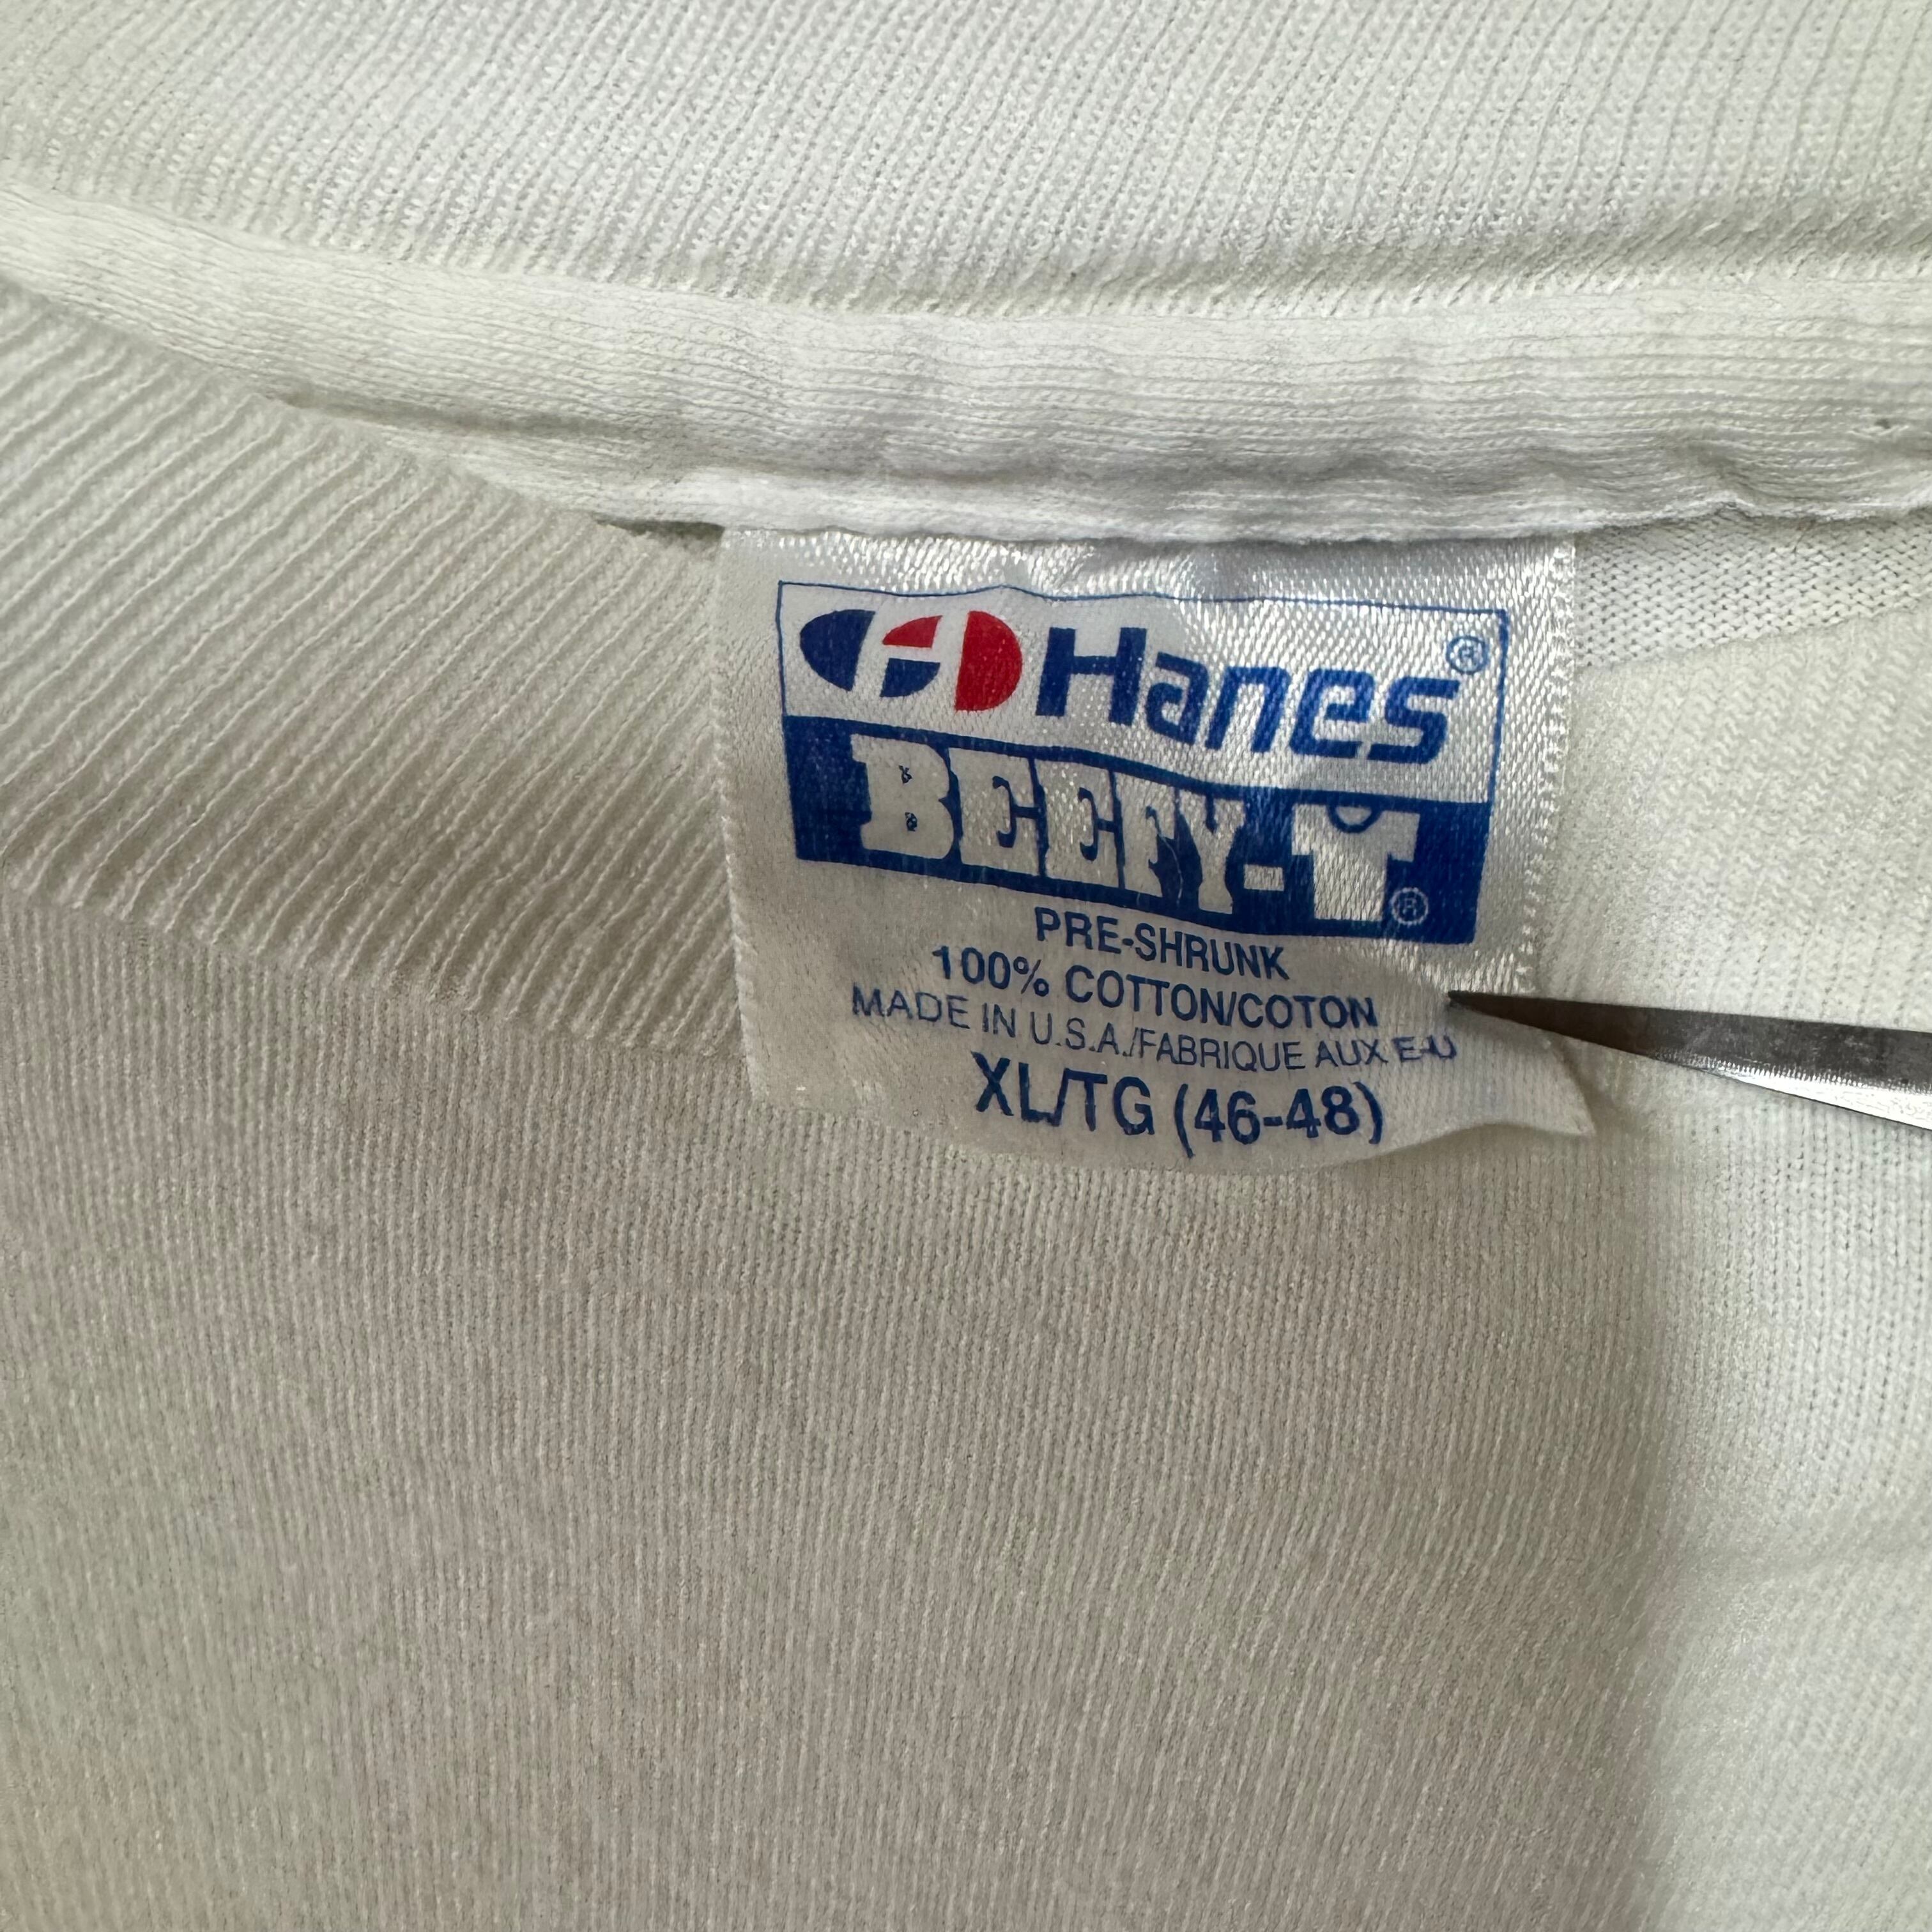 Hanes®
BEEFY-T®
PRE-SHRUNK
100% COTTON/COTON
MADE IN U.S.A./FABRIQUE AUX E-U
XL/TG (46-48)